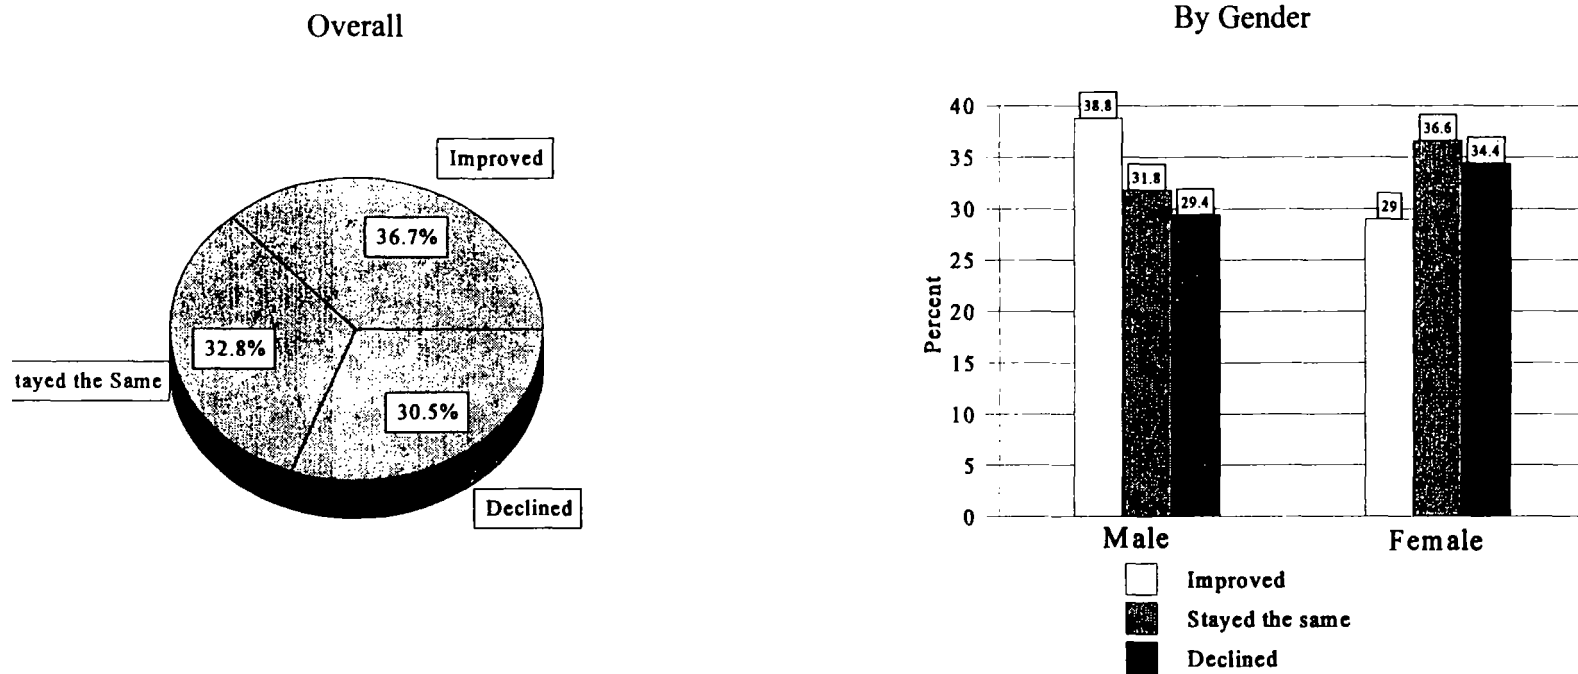 Overall
Improved
36.7%
32.8%
tayed the Same
30.5%
Declined
By Gender
Percent
40
35
30
25
20
15
10
5
0
38.8
31.8
29.4
29
36.6
34.4
Male
Female
Improved
Stayed the same
Declined